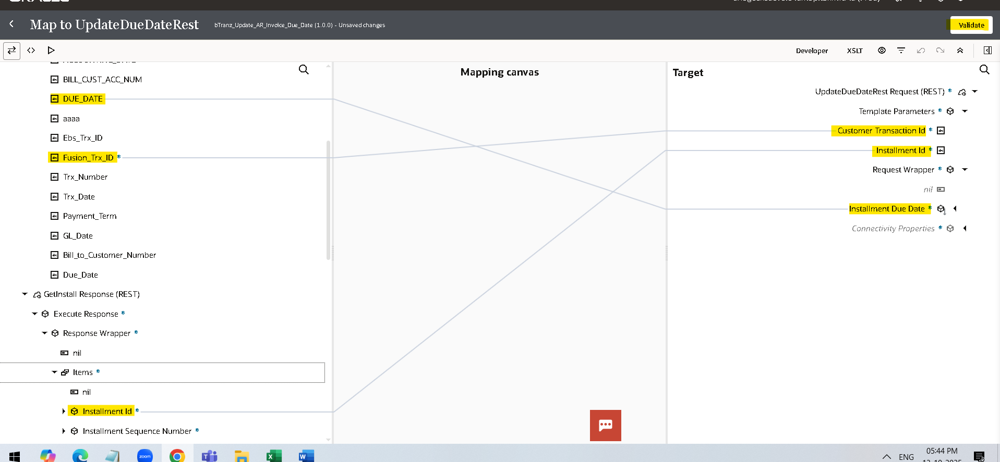 Map to UpdateDueDateRest
bTranz_Update_AR_Invoice_Due_Date (1.0.0) - Unsaved changes
Validate
Developer
XSLT
BILL_CUST_ACC_NUM
DUE_DATE
aaaa
Ebs_Trx_ID
Fusion_Trx_ID *
Trx_Number
Trx_Date
Payment_Term
GL_Date
Bill_to_Customer_Number
Due_Date
GetInstall Response (REST)
Execute Response *
Response Wrapper *
nil
Items *
nil
Installment Id *
Installment Sequence Number *
Mapping canvas
Target
UpdateDueDateRest Request (REST) *
Template Parameters *
Customer Transaction Id *
Installment Id *
Request Wrapper *
nil
Installment Due Date *
Connectivity Properties *
zoom
ENG
05:44 PM